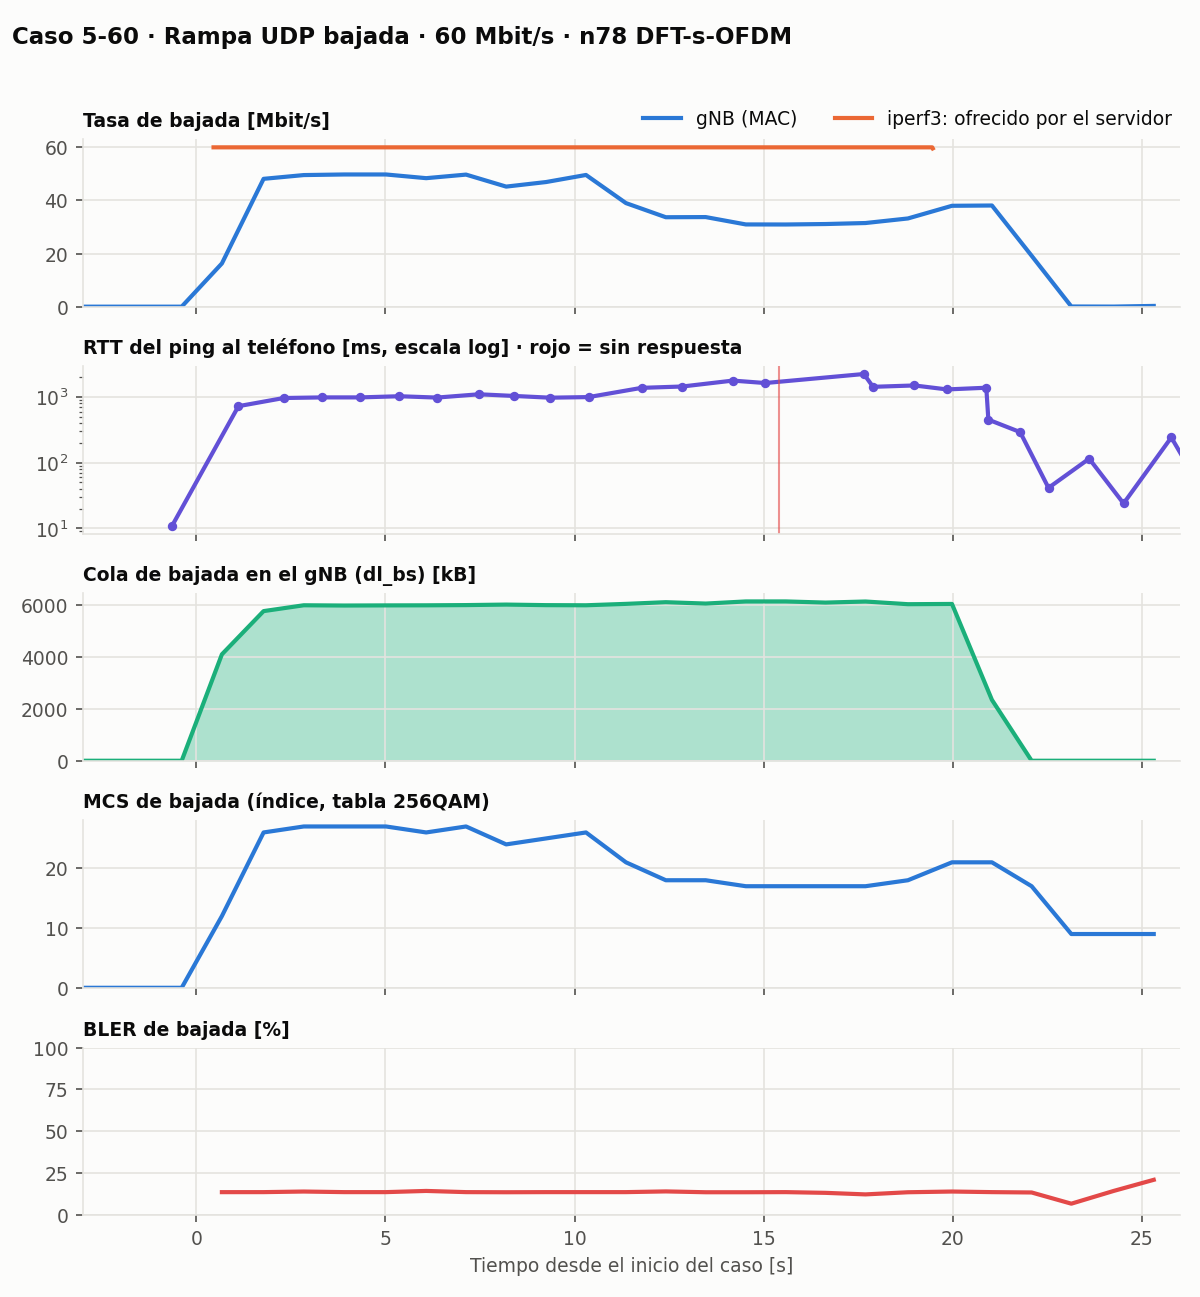 Caso 5-60 · Rampa UDP bajada · 60 Mbit/s · n78 DFT-s-OFDM
Tasa de bajada [Mbit/s]
gNB (MAC)
iperf3: ofrecido por el servidor
60
40
20
0
RTT del ping al teléfono [ms, escala log] · rojo = sin respuesta
10³
10²
10¹
Cola de bajada en el gNB (dl_bs) [kB]
6000
4000
2000
0
MCS de bajada (índice, tabla 256QAM)
20
10
0
BLER de bajada [%]
100
75
50
25
0
0 5 10 15 20 25
Tiempo desde el inicio del caso [s]